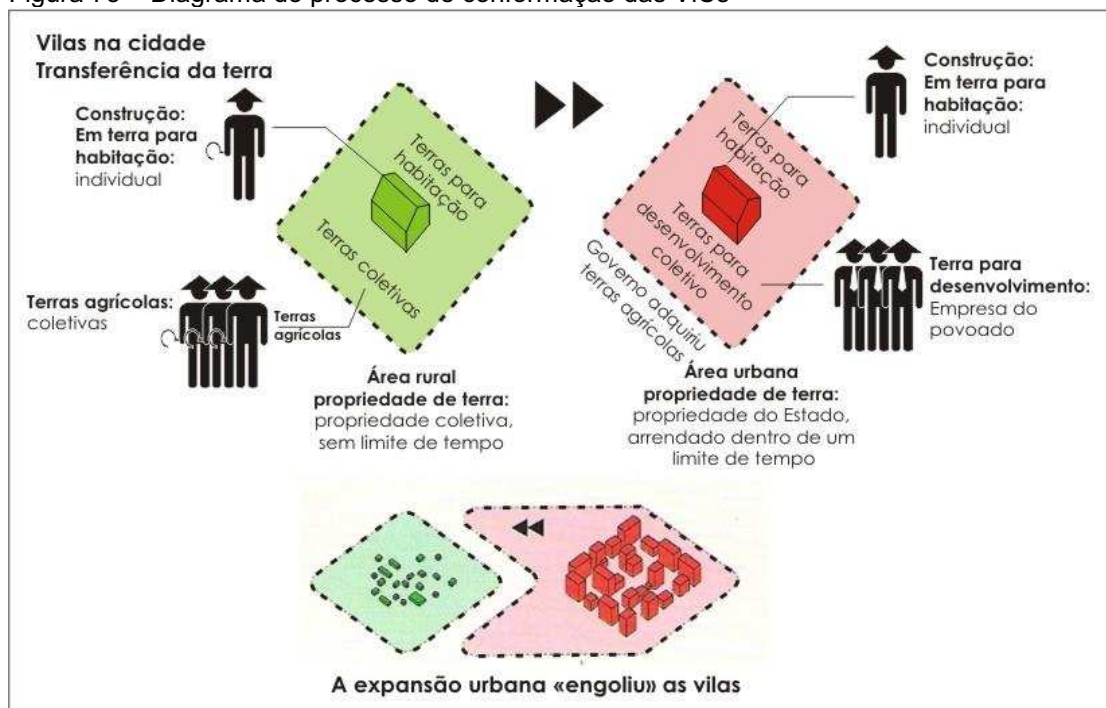 Figura – Diagrama do processo de conformação das VICs
Vilas na cidade
Transferência da terra
Construção:
Em terra para
habitação:
individual
Terras para
habitação
Terras coletivas
Terras agrícolas:
coletivas
Terras
agrícolas
Área rural
propriedade de terra:
propriedade coletiva,
sem limite de tempo
Construção:
Em terra para
habitação:
individual
Terras para
habitação
Terras para
desenvolvimento
coletivo
Governo adquiriu
terras agrícolas
Terra para
desenvolvimento:
Empresa do
povoado
Área urbana
propriedade de terra:
propriedade do Estado,
arrendado dentro de um
limite de tempo
A expansão urbana «engoliu» as vilas